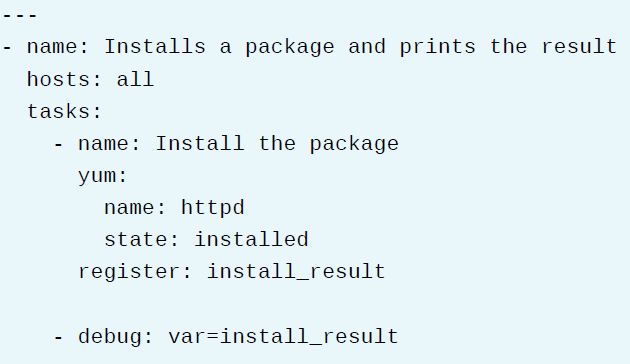 ---
- name: Installs a package and prints the result
  hosts: all
  tasks:
    - name: Install the package
      yum:
        name: httpd
        state: installed
      register: install_result

    - debug: var=install_result